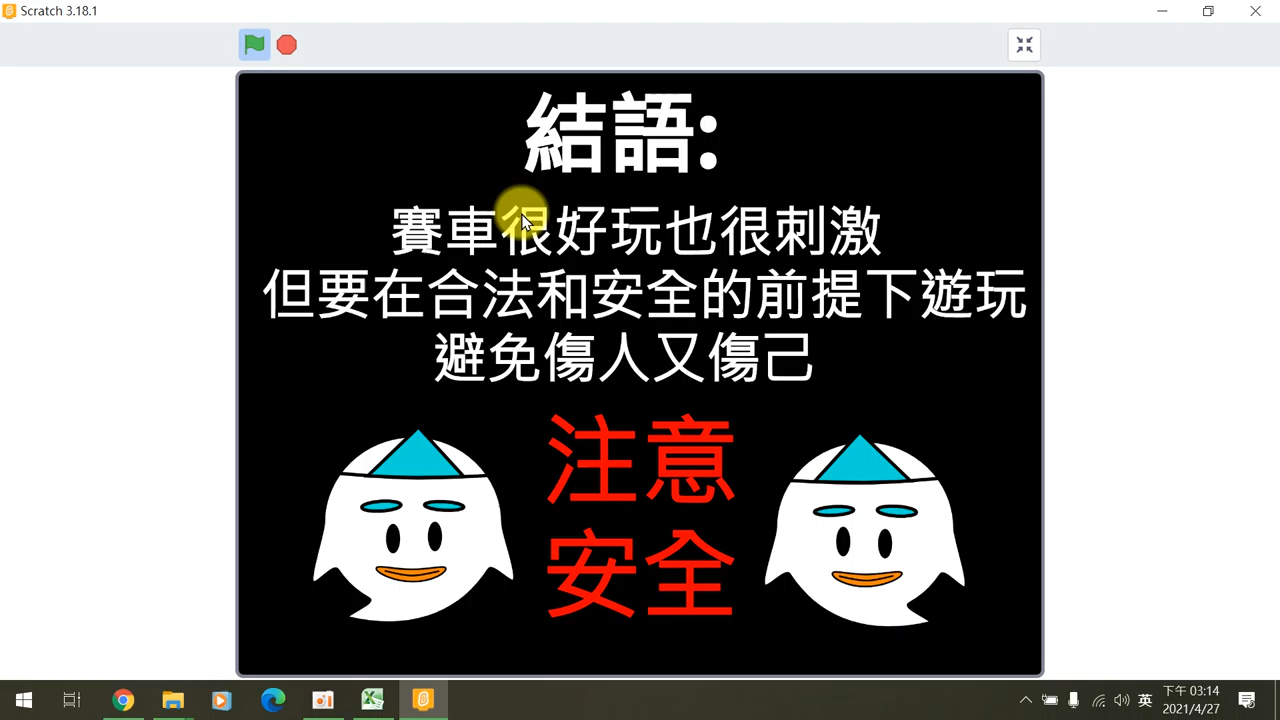 Scratch 3.18.1
結語:
賽車很好玩也很刺激
但要在合法和安全的前提下遊玩
避免傷人又傷己
注意
安全
英
下午 03:14
2021/4/27